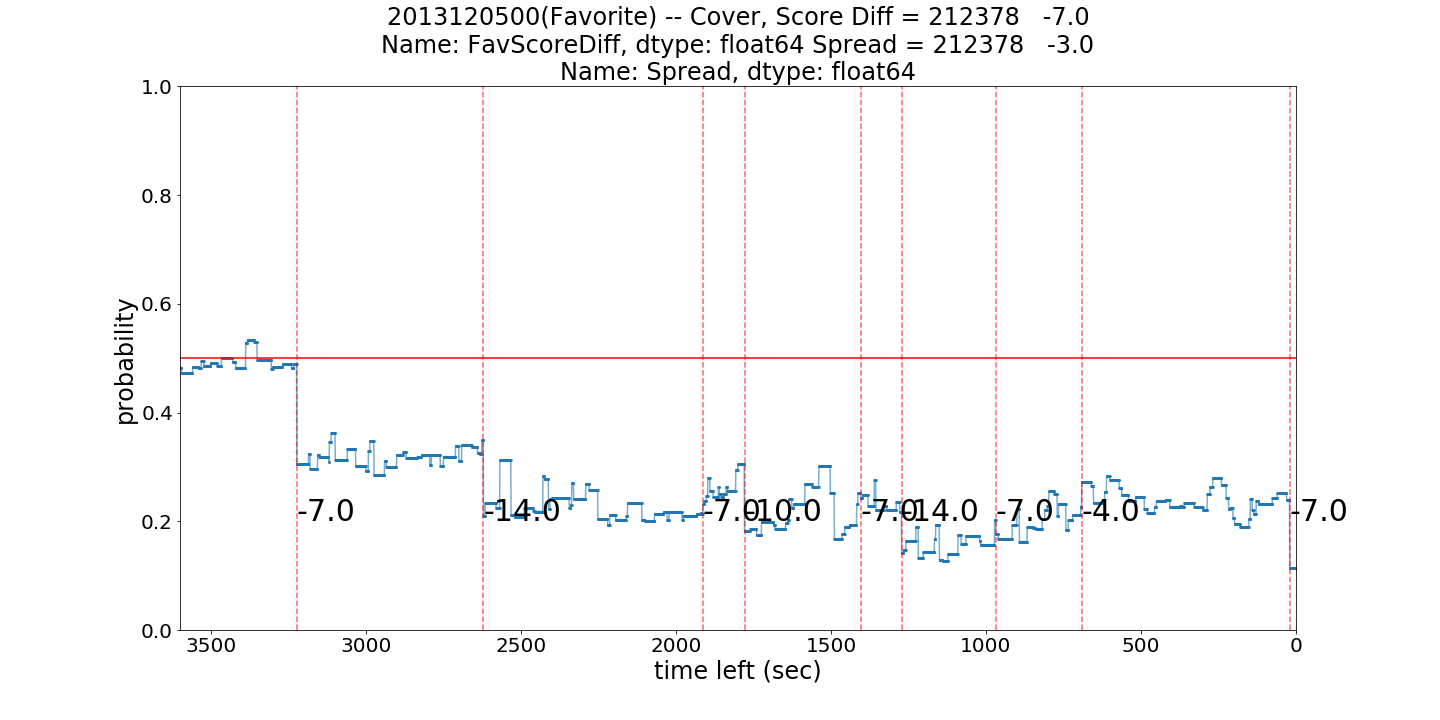 2013120500(Favorite) -- Cover, Score Diff = 212378   -7.0
Name: FavScoreDiff, dtype: float64 Spread = 212378   -3.0
Name: Spread, dtype: float64
1.0
0.8
0.6
0.4
0.2
0.0
probability
-7.0
-14.0
-7.0
-10.0
-7.0
-14.0
-7.0
-4.0
-7.0
3500 3000 2500 2000 1500 1000 500 0
time left (sec)